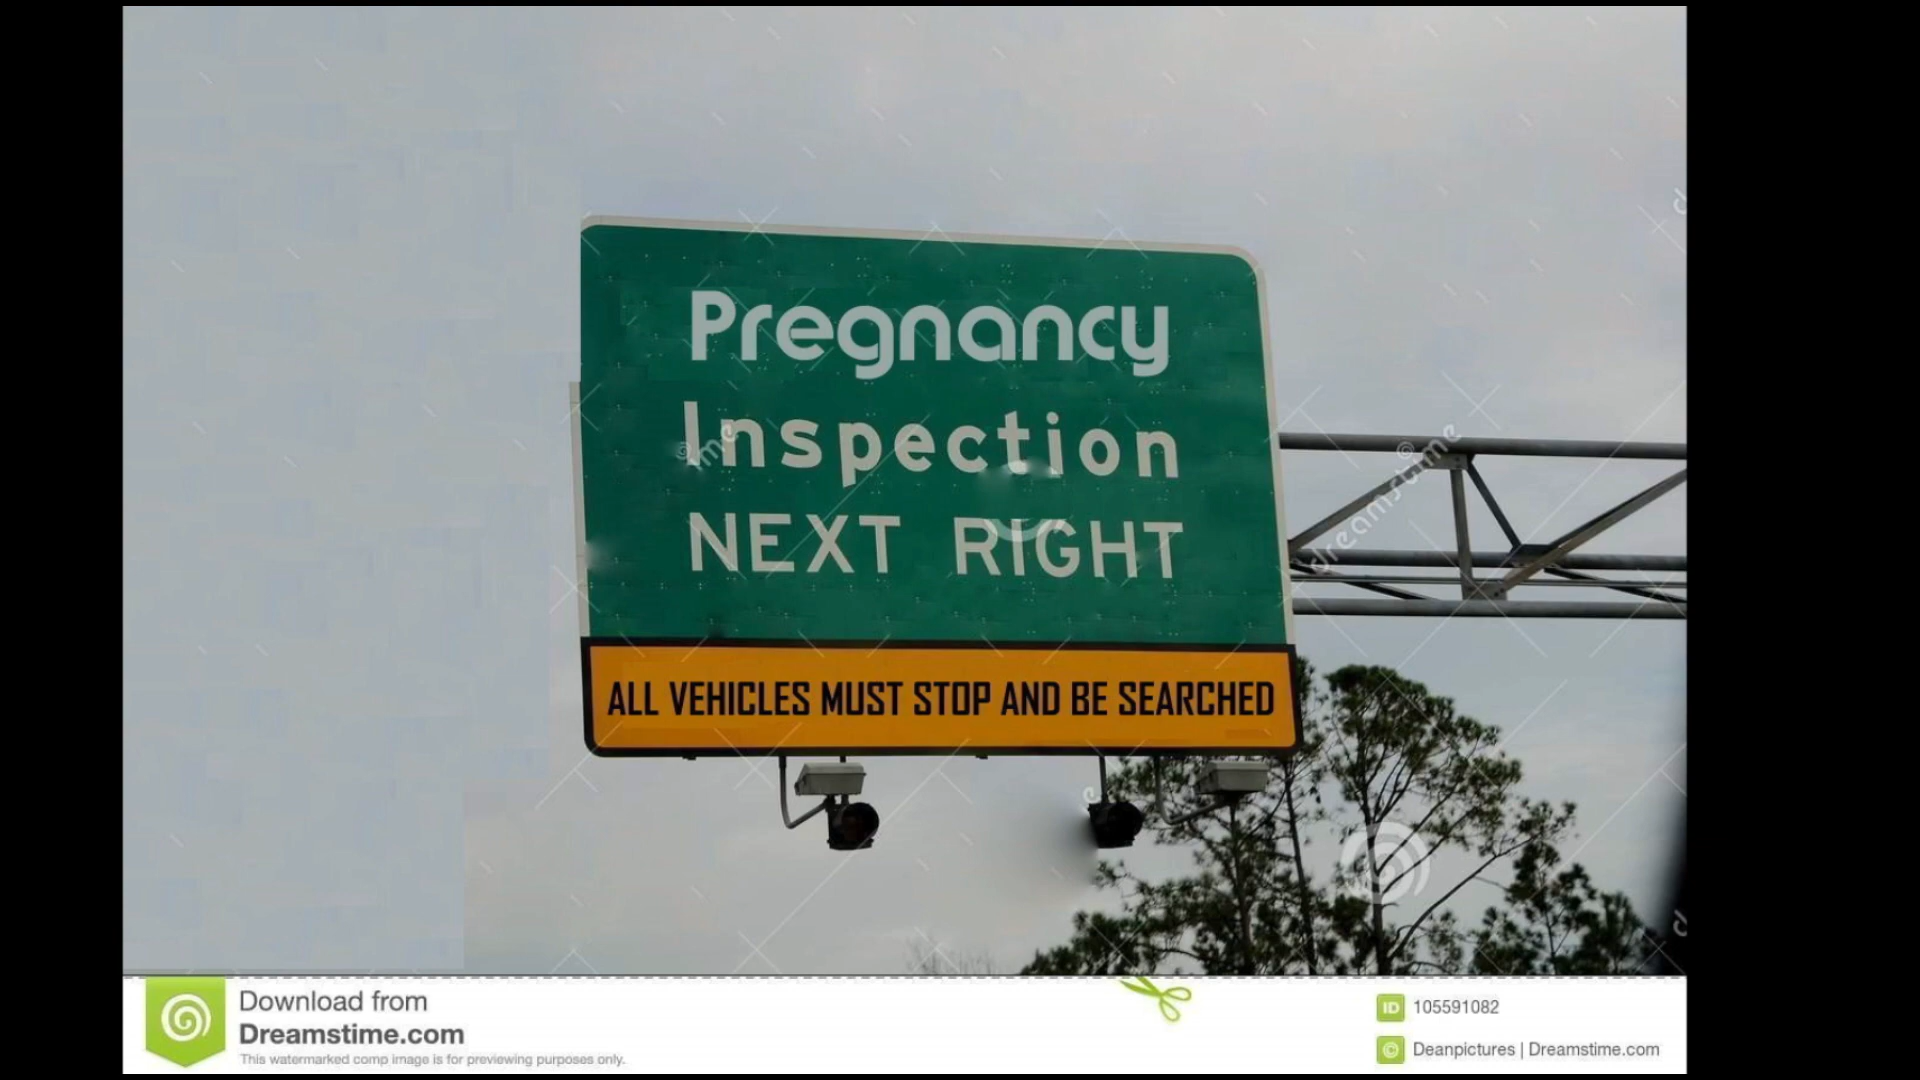 Pregnancy
Inspection
NEXT RIGHT
ALL VEHICLES MUST STOP AND BE SEARCHED
dreamstime
Download from
Dreamstime.com
This watermarked comp image is for previewing purposes only.
ID 105591082
© Deanpictures | Dreamstime.com